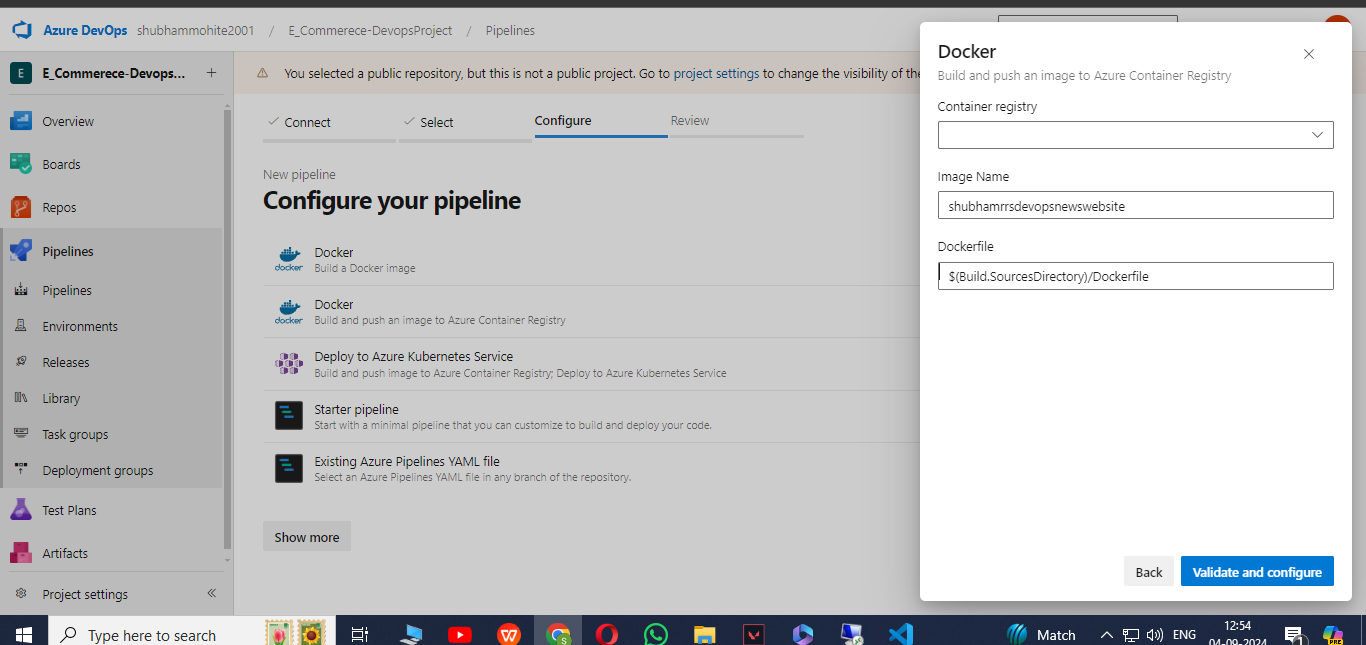 Azure DevOps shubhammohite2001 / E_Commerece-DevopsProject / Pipelines
E E_Commerece-Devops... +
Overview
Boards
Repos
Pipelines
Pipelines
Environments
Releases
Library
Task groups
Deployment groups
Test Plans
Artifacts
Project settings
You selected a public repository, but this is not a public project. Go to project settings to change the visibility of the
Connect Select Configure Review
New pipeline
Configure your pipeline
docker
Docker
Build a Docker image
docker
Docker
Build and push an image to Azure Container Registry
Deploy to Azure Kubernetes Service
Build and push image to Azure Container Registry; Deploy to Azure Kubernetes Service
Starter pipeline
Start with a minimal pipeline that you can customize to build and deploy your code.
Existing Azure Pipelines YAML file
Select an Azure Pipelines YAML file in any branch of the repository.
Show more
Docker
Build and push an image to Azure Container Registry
Container registry
Image Name
shubhamrrsdevopsnewswebsite
Dockerfile
$(Build.SourcesDirectory)/Dockerfile
Back Validate and configure
Type here to search
Match
ENG
12:54
04-09-2024
1
PRE